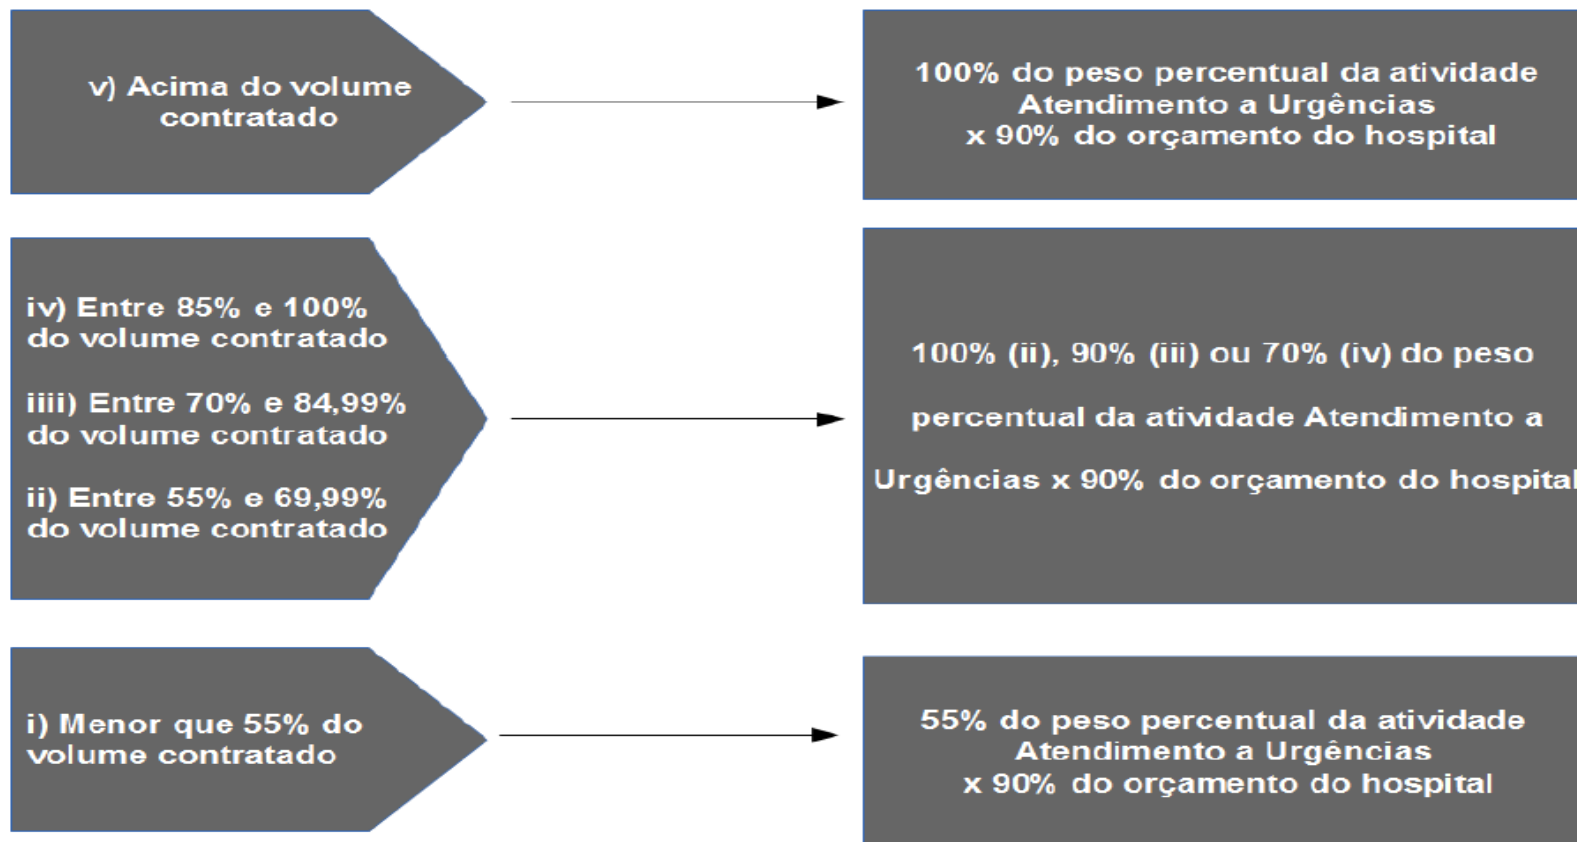 v) Acima do volume
contratado
100% do peso percentual da atividade
Atendimento a Urgências
x 90% do orçamento do hospital
iv) Entre 85% e 100%
do volume contratado
iiii) Entre 70% e 84,99%
do volume contratado
ii) Entre 55% e 69,99%
do volume contratado
100% (ii), 90% (iii) ou 70% (iv) do peso
percentual da atividade Atendimento a
Urgências x 90% do orçamento do hospital
i) Menor que 55% do
volume contratado
55% do peso percentual da atividade
Atendimento a Urgências
x 90% do orçamento do hospital